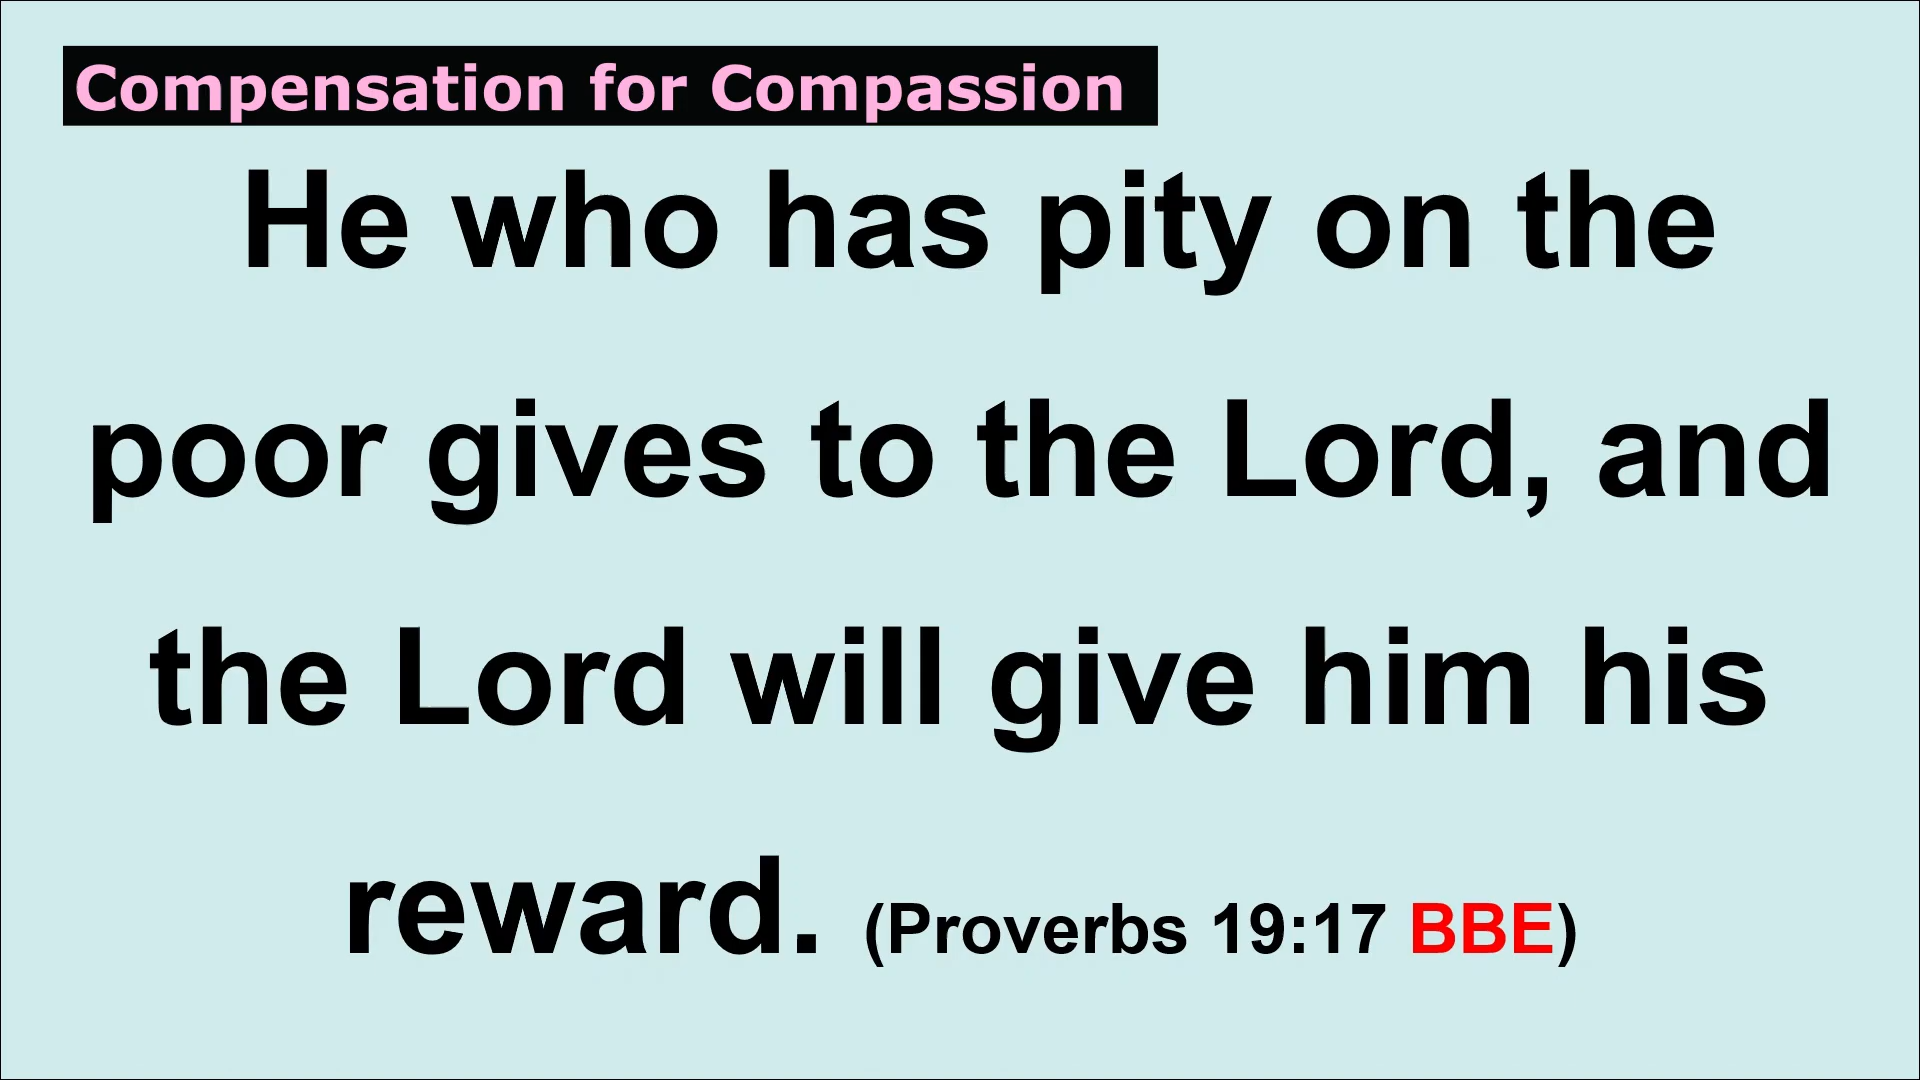 Compensation for Compassion
He who has pity on the
poor gives to the Lord, and
the Lord will give him his
reward. (Proverbs 19:17 BBE)